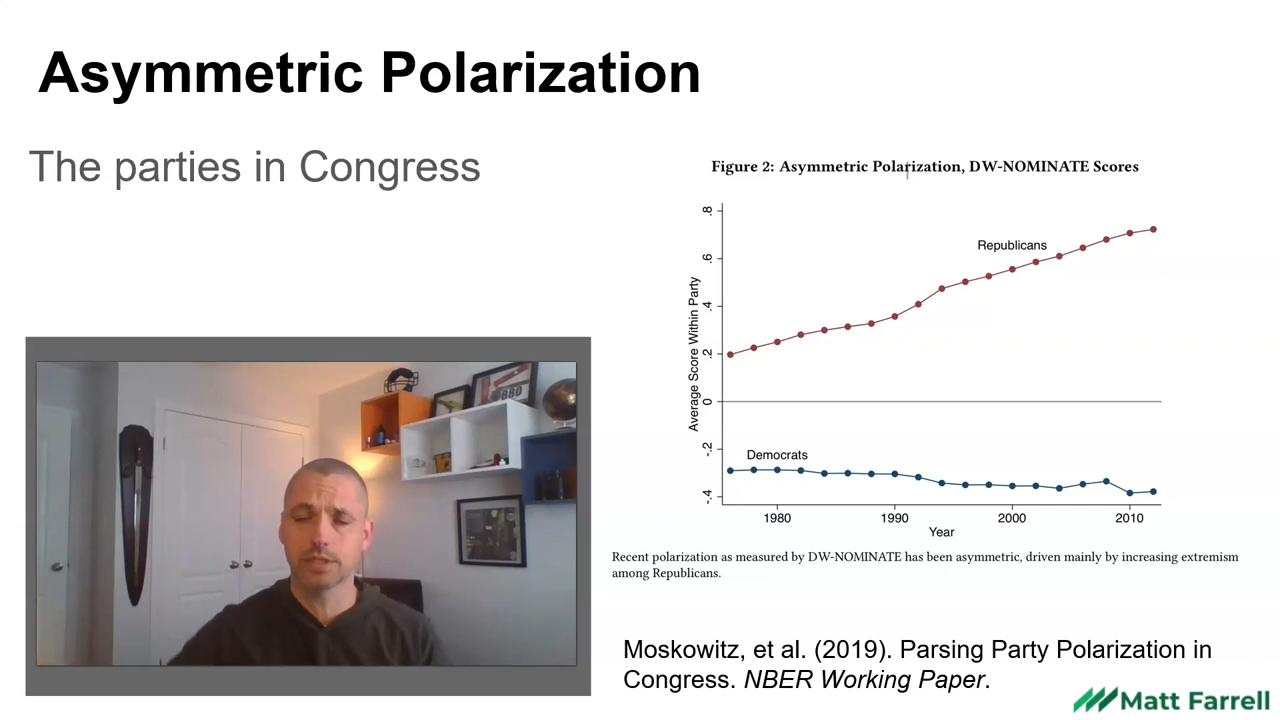 Asymmetric Polarization
The parties in Congress
Figure 2: Asymmetric Polarization, DW-NOMINATE Scores
.8
.6
.4
.2
0
-.2
-.4
Average Score Within Party
Republicans
Democrats
1980 1990 2000 2010
Year
Recent polarization as measured by DW-NOMINATE has been asymmetric, driven mainly by increasing extremism
among Republicans.
880
Moskowitz, et al. (2019). Parsing Party Polarization in
Congress. NBER Working Paper.
Matt Farrell